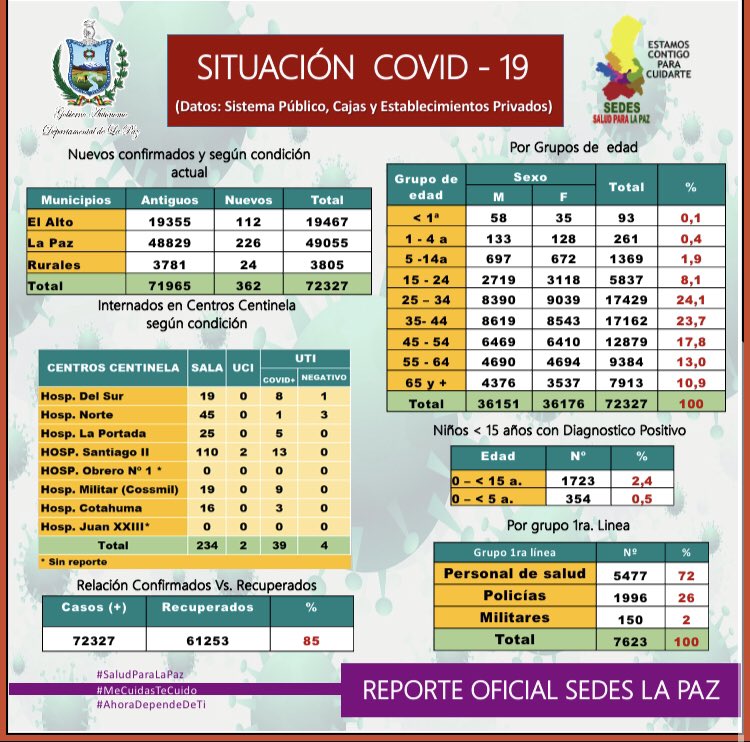 SITUACIÓN COVID - 19
(Datos: Sistema Público, Cajas y Establecimientos Privados)
Gobierno Autónomo
Departamental de La Paz
ESTAMOS
CONTIGO
PARA
CUIDARTE
SEDES
SALUD PARA LA PAZ
Nuevos confirmados y según condición
actual
Municipios Antiguos Nuevos Total
El Alto 19355 112 19467
La Paz 48829 226 49055
Rurales 3781 24 3805
Total 71965 362 72327
Internados en Centros Centinela
según condición
CENTROS CENTINELA SALA UCI UTI
COVID+ NEGATIVO
Hosp. Del Sur 19 0 8 1
Hosp. Norte 45 0 1 3
Hosp. La Portada 25 0 5 0
HOSP. Santiago II 110 2 13 0
HOSP. Obrero Nº 1 * 0 0 0 0
Hosp. Militar (Cossmil) 19 0 9 0
Hosp. Cotahuma 16 0 3 0
Hosp. Juan XXIII* 0 0 0 0
Total 234 2 39 4
* Sin reporte
Relación Confirmados Vs. Recuperados
Casos (+) Recuperados %
72327 61253 85
Por Grupos de edad
Grupo de edad Sexo Total %
M F
< 1ª 58 35 93 0,1
1 - 4 a 133 128 261 0,4
5 -14a 697 672 1369 1,9
15 - 24 2719 3118 5837 8,1
25 – 34 8390 9039 17429 24,1
35- 44 8619 8543 17162 23,7
45 - 54 6469 6410 12879 17,8
55 - 64 4690 4694 9384 13,0
65 y + 4376 3537 7913 10,9
Total 36151 36176 72327 100
Niños < 15 años con Diagnostico Positivo
Edad Nº %
0 – < 15 a. 1723 2,4
0 – < 5 a. 354 0,5
Por grupo 1ra. Linea
Grupo 1ra línea Nº %
Personal de salud 5477 72
Policías 1996 26
Militares 150 2
Total 7623 100
#SaludParaLaPaz
#MeCuidasTeCuido
#AhoraDependeDeTi
REPORTE OFICIAL SEDES LA PAZ